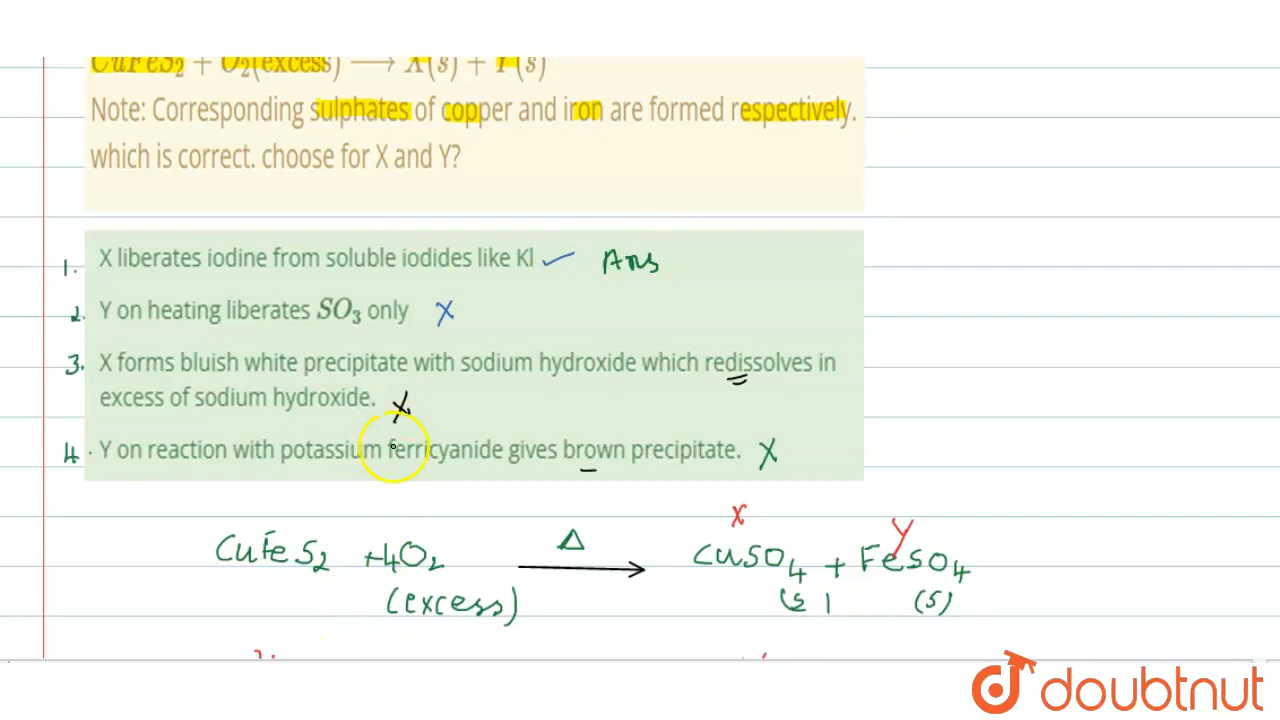 CuFeS2 + O2(excess) ⟶ X(s) + Y(s)
Note: Corresponding sulphates of copper and iron are formed respectively.
which is correct. choose for X and Y?
1. X liberates iodine from soluble iodides like Kl ✓ Ans
2. Y on heating liberates SO3 only X
3. X forms bluish white precipitate with sodium hydroxide which redissolves in
excess of sodium hydroxide. X
4. Y on reaction with potassium ferricyanide gives brown precipitate. X
X Y
CuFeS2 + 4O2 Δ ⟶ CuSO4 + FeSO4
(excess) (s) (s)
doubtnut